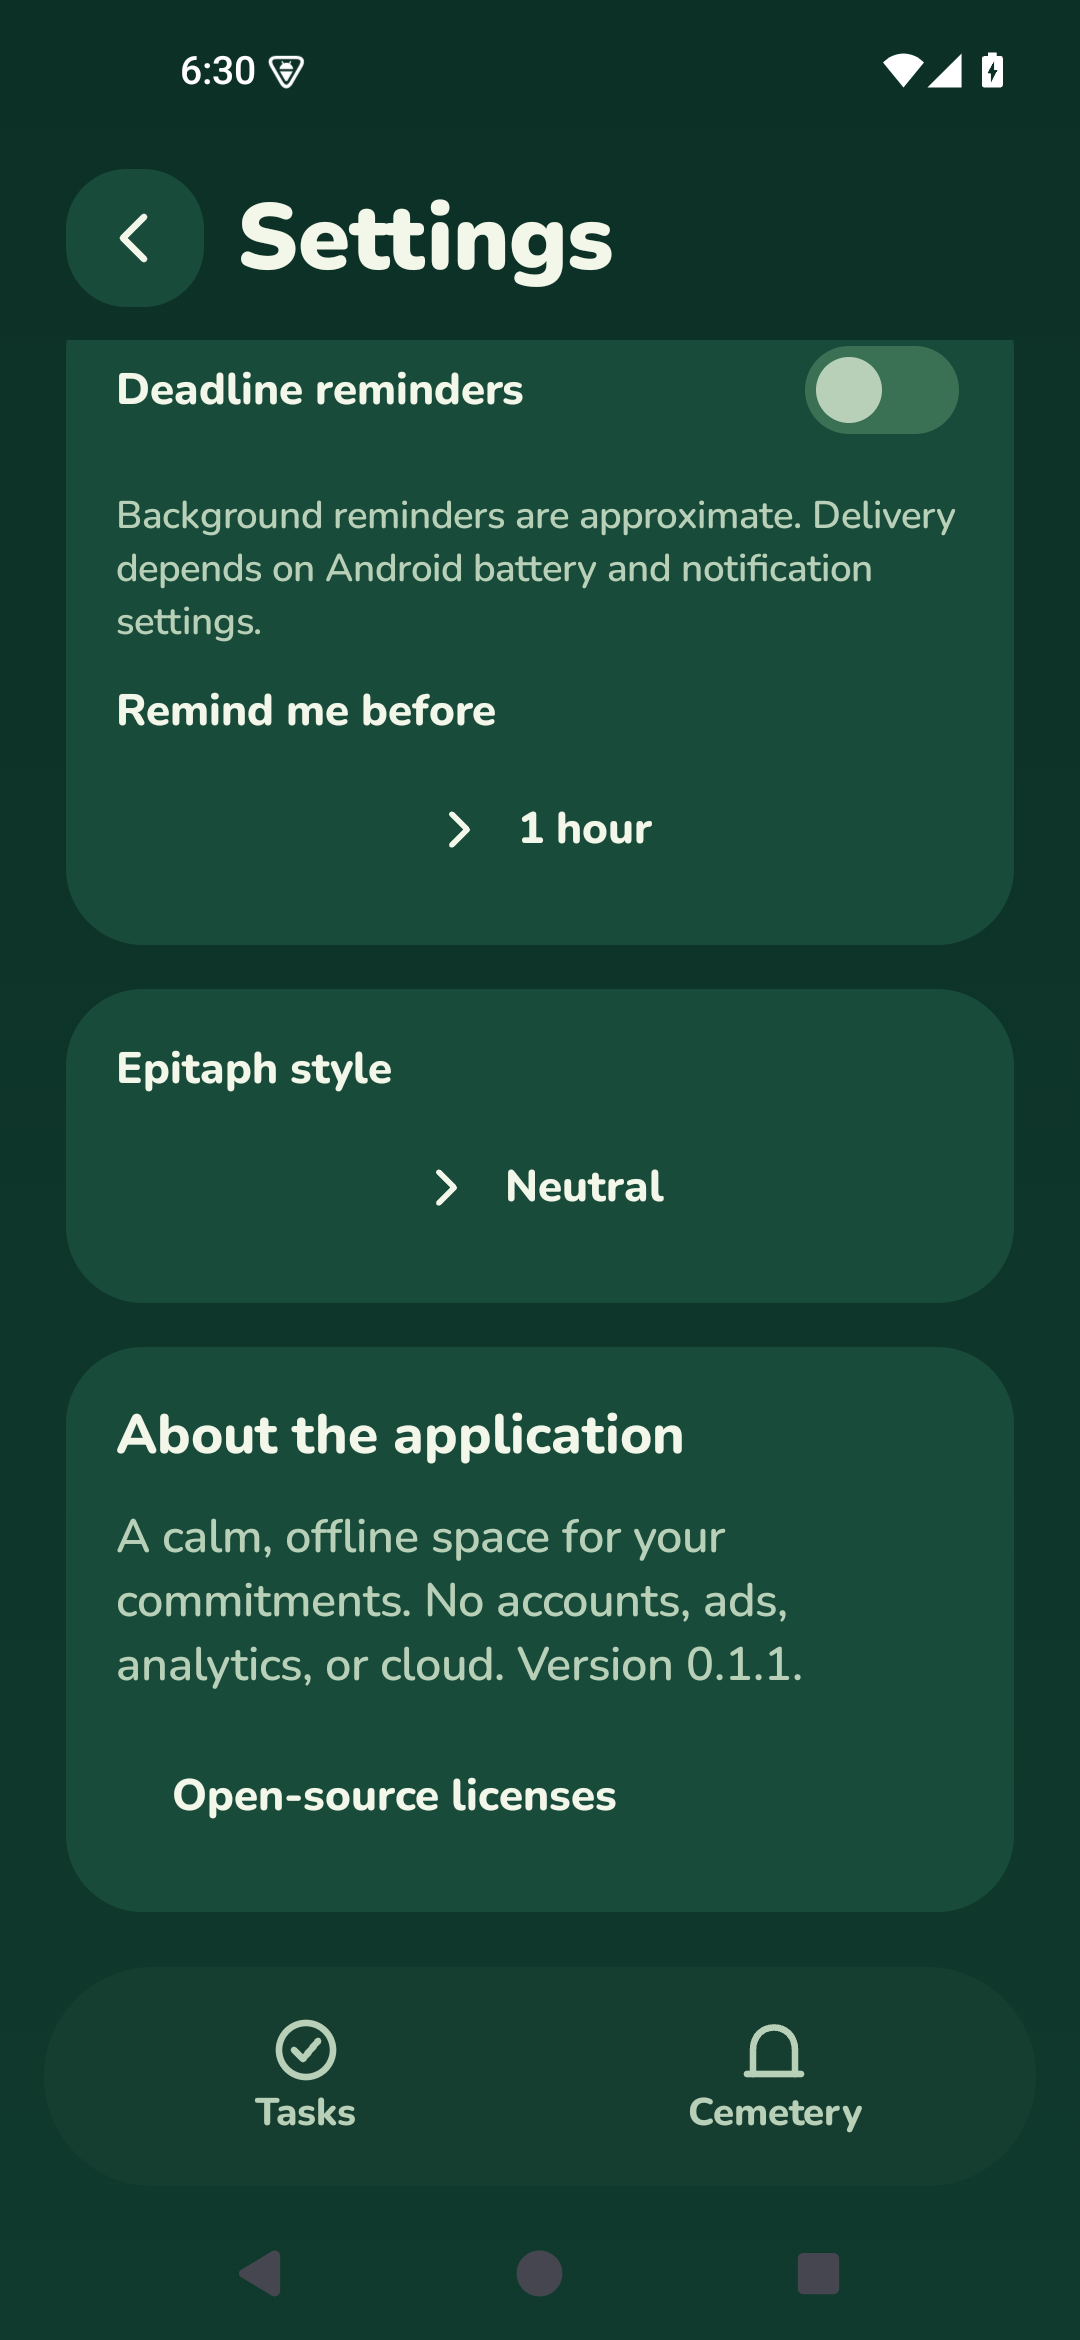 6:30
Settings
Deadline reminders
Background reminders are approximate. Delivery
depends on Android battery and notification
settings.
Remind me before
1 hour
Epitaph style
Neutral
About the application
A calm, offline space for your
commitments. No accounts, ads,
analytics, or cloud. Version 0.1.1.
Open-source licenses
Tasks
Cemetery